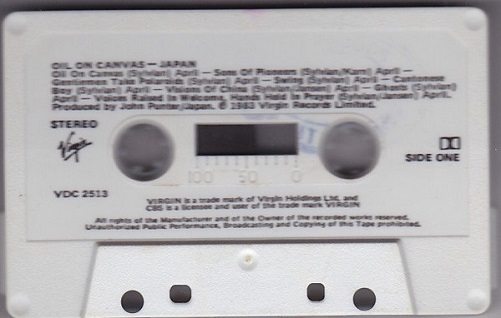 OIL ON CANVAS — JAPAN
Oil On Canvas (Sylvian) April — Sons Of Pioneers (Sylvian/Karn) April —
Gentlemen Take Polaroids (Sylvian) April — Swing (Sylvian) April — Cantonese
Boy (Sylvian) April — Visions Of China (Sylvian/Jansen) April — Ghosts (Sylvian)
April — Voices Raised In Welcome, Hands Held In Prayer (Sylvian/Jansen) April.
Produced by John Punter/Japan. ℗ 1983 Virgin Records Limited.
STEREO
Virgin
SIDE ONE
100 50 0
VDC 2513
VIRGIN is a trade mark of Virgin Holdings Ltd, and
CBS is a licensee and user of the trade mark VIRGIN
All rights of the Manufacturer and of the Owner of the recorded works reserved.
Unauthorized Public Performance, Broadcasting and Copying of this Tape prohibited.